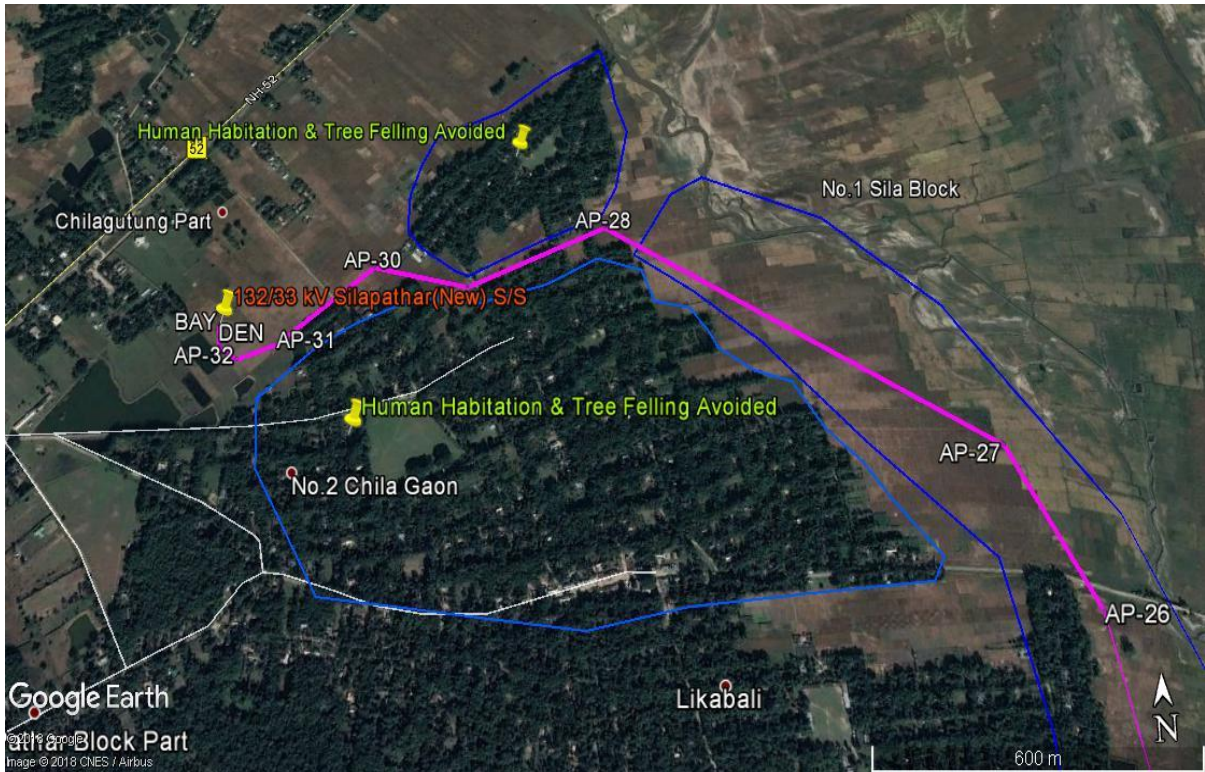 NH-52
Human Habitation & Tree Felling Avoided
52
No.1 Sila Block
Chilagutung Part
AP-28
AP-30
132/33 kV Silapathar(New) S/S
BAY
DEN
AP-31
AP-32
Human Habitation & Tree Felling Avoided
AP-27
No.2 Chila Gaon
AP-26
Likabali
Google Earth
Block Part
Image © 2018 CNES / Airbus
N
600 m